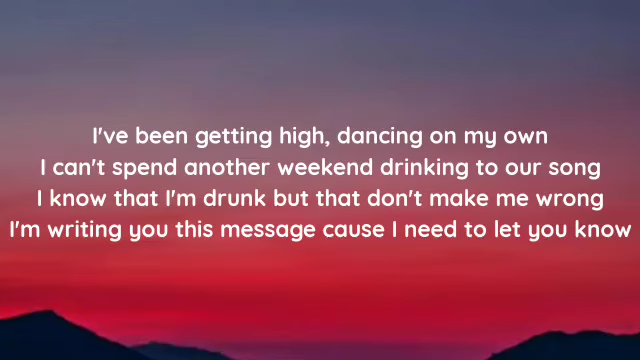 I've been getting high, dancing on my own
I can't spend another weekend drinking to our song
I know that I'm drunk but that don't make me wrong
I'm writing you this message cause I need to let you know